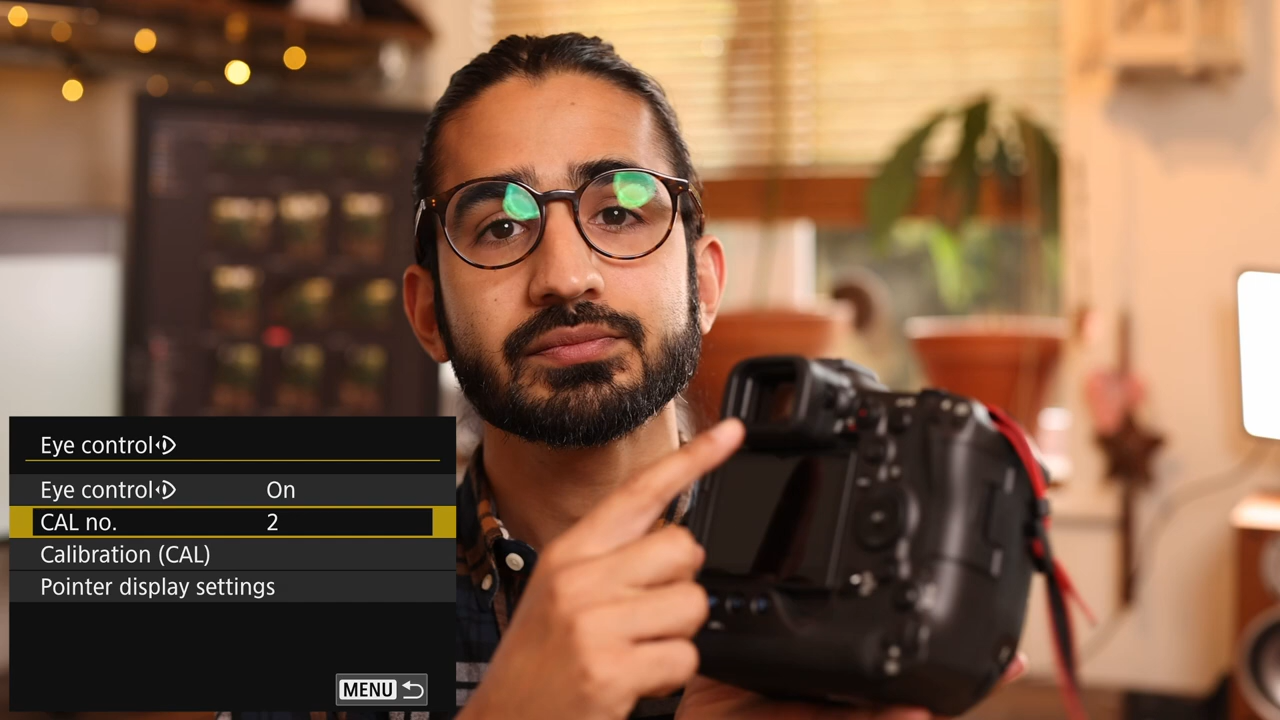 Eye control
Eye control On
CAL no. 2
Calibration (CAL)
Pointer display settings
MENU